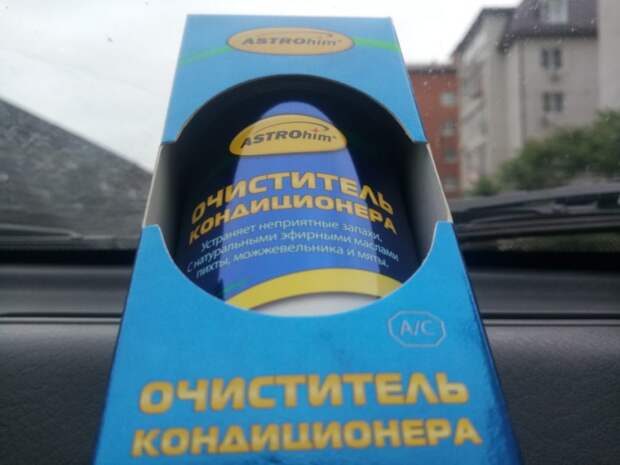 ASTROhim®
ASTROhim®
ОЧИСТИТЕЛЬ
КОНДИЦИОНЕРА
Устраняет неприятные запахи.
С натуральными эфирными маслами
пихты, можжевельника и мяты.
A/C
ОЧИСТИТЕЛЬ
КОНДИЦИОНЕРА